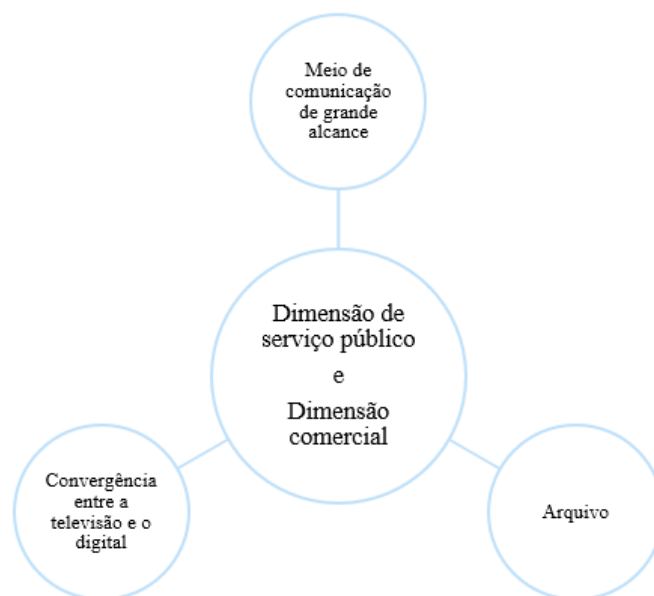 Meio de
comunicação
de grande
alcance
Dimensão de
serviço público
e
Dimensão
comercial
Convergência
entre a
televisão e o
digital
Arquivo